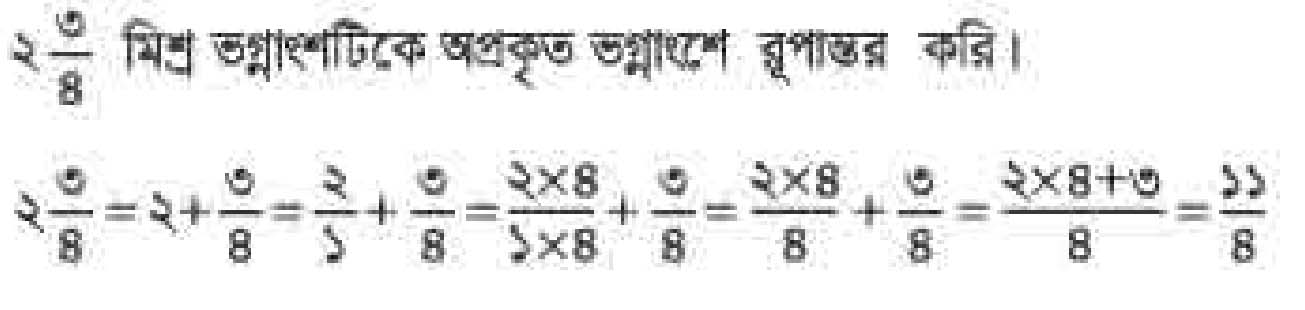 ২ ৩/৪ মিশ্র ভগ্নাংশটিকে অপ্রকৃত ভগ্নাংশে রূপান্তর করি।
২ ৩/৪ = ২ + ৩/৪ = ২/১ + ৩/৪ = ২×৪/১×৪ + ৩/৪ = ২×৪/৪ + ৩/৪ = ২×৪+৩/৪ = ১১/৪